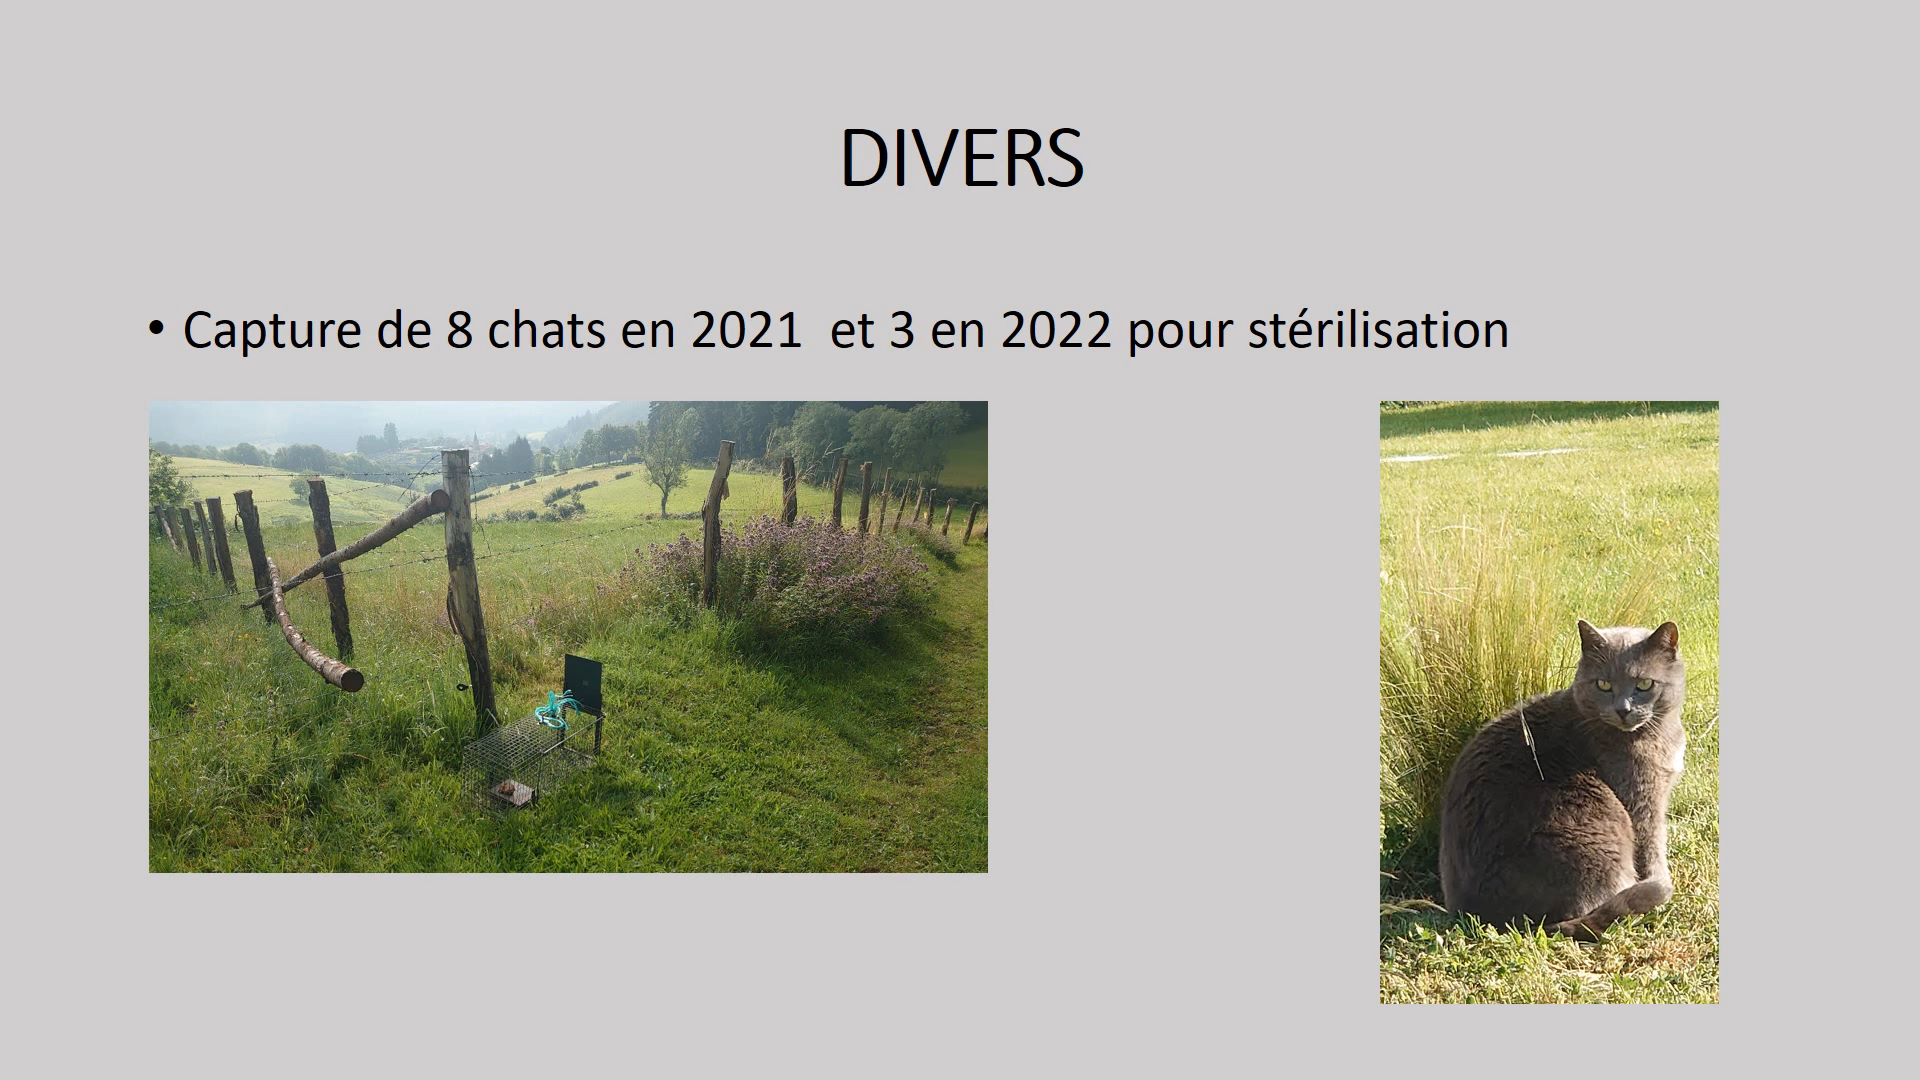 DIVERS
• Capture de 8 chats en 2021  et 3 en 2022 pour stérilisation